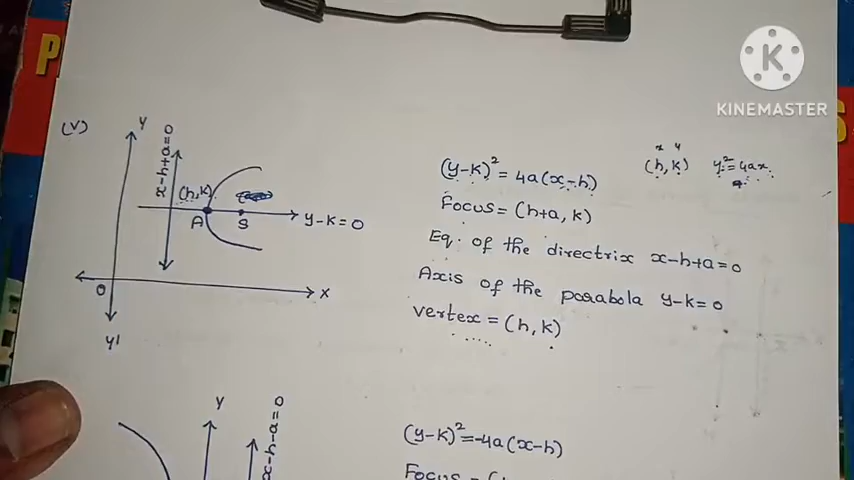 KINEMASTER
(v)
Y
x-h+a=0
(h,k)
A
S
y-k=0
O
x
y'
x y
(h,k)
y²=4ax
(y-k)²=4a(x-h)
Focus=(h+a,k)
Eq. of the directrix x-h+a=0
Axis of the parabola y-k=0
vertex=(h,k)
Y
x-h-a=0
(y-k)²=-4a(x-h)
Focus=(